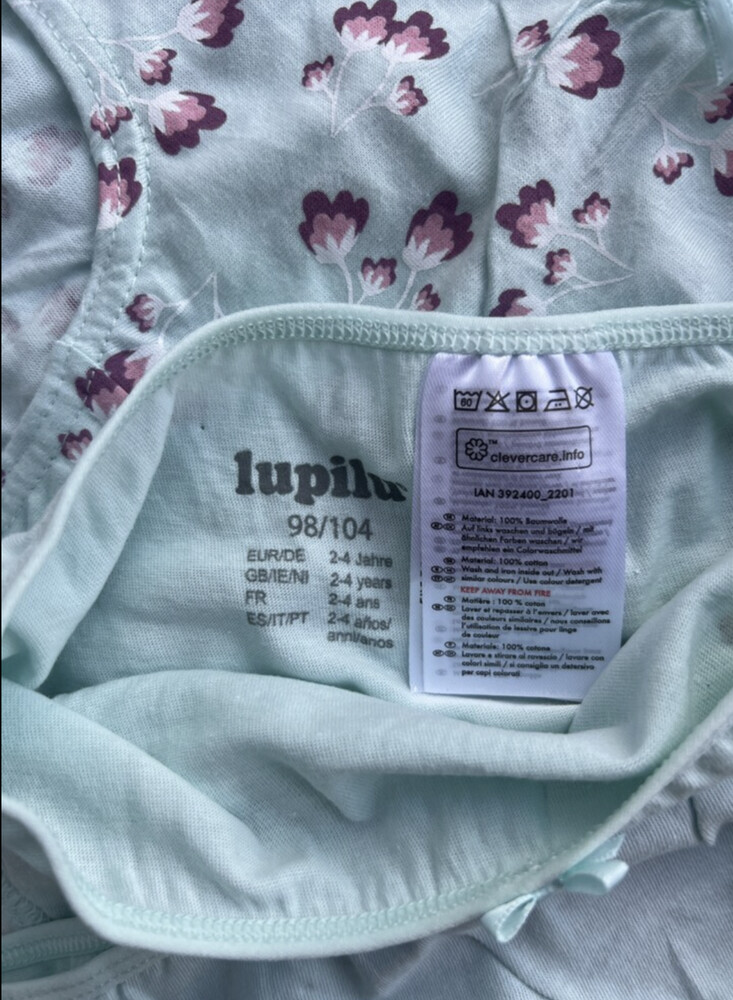 lupilu
98/104
EUR/DE 2-4 Jahre
GB/IE/NI 2-4 years
FR 2-4 ans
ES/IT/PT 2-4 años/
anni/anos
60
clevercare.info
IAN 392400_2201
Material: 100% Baumwolle
Auf links waschen und bügeln / mit
ähnlichen Farben waschen / wir
empfehlen ein Colorwaschmittel
Material: 100% cotton
Wash and iron inside out / Wash with
similar colours / Use colour detergent
KEEP AWAY FROM FIRE
Matière : 100 % coton
Laver et repasser à l'envers / laver avec
des couleurs similaires / nous conseillons
l'utilisation de lessive pour linge
de couleur
Materiale: 100% cotone
Lavare e stirare al rovescio / lavare con
colori simili / si consiglia un detersivo
per capi colorati